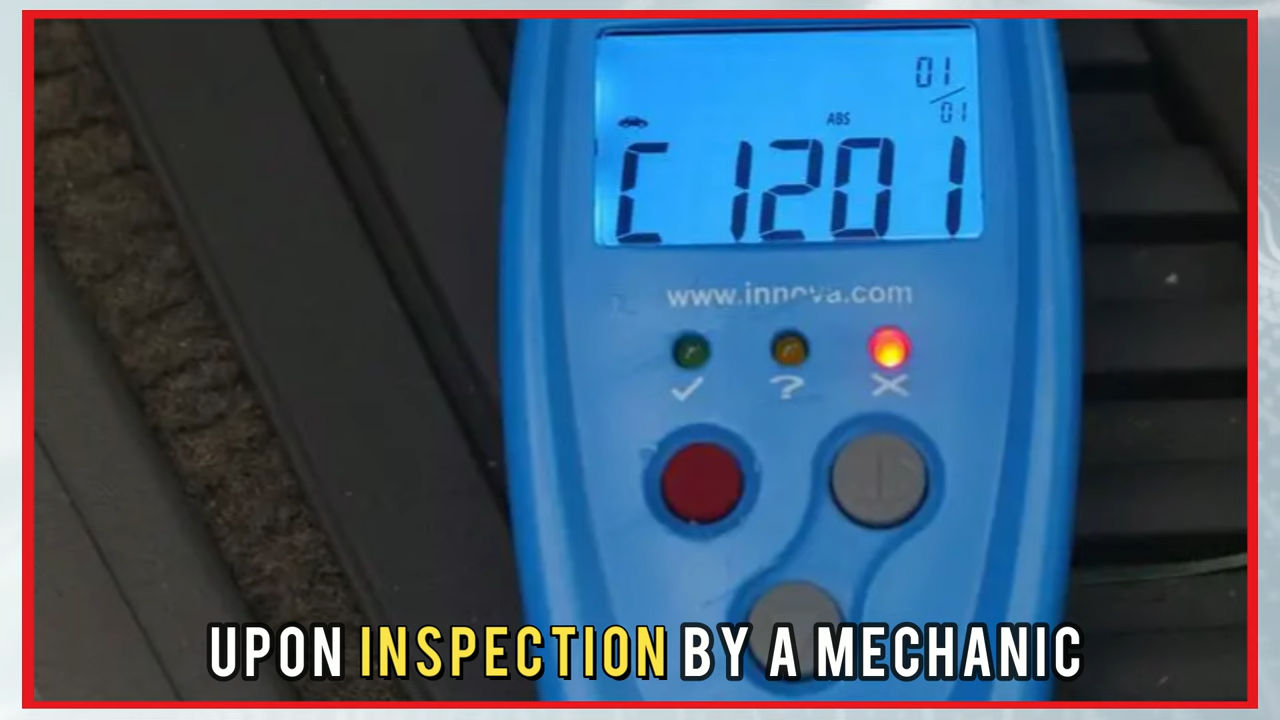 01
/01
ABS
C1201
www.innova.com
✓ ? X
UPON INSPECTION BY A MECHANIC